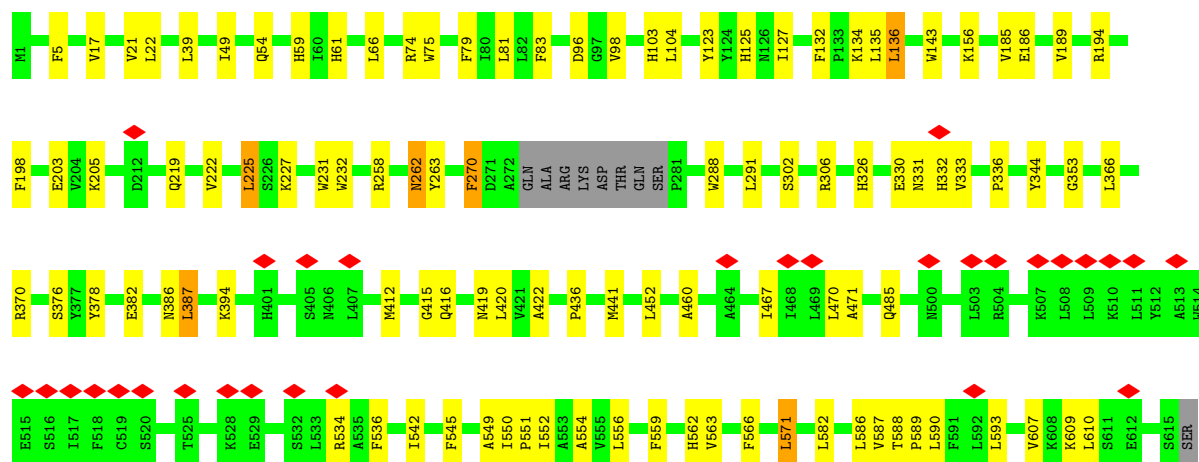 M1 F5 V17 V21 L22 L39 I49 Q54 H59 I60 H61 L66 R74 W75 F79 I80 L81 L82 F83 D96 G97 V98 H103 L104 Y123 Y124 H125 N126 I127 F132 P133 K134 L135 L136 W143 K156 V185 E186 V189 R194
F198 E203 V204 K205 D212 Q219 V222 L225 S226 K227 W231 W232 R258 N262 Y263 F270 D271 A272 GLN ALA ARG LYS ASP THR GLN SER P281 W288 L291 S302 R306 H326 E330 N331 H332 V333 P336 Y344 G353 L366
R370 S376 Y377 Y378 E382 N386 L387 K394 H401 S405 N406 L407 M412 G415 Q416 N419 L420 V421 A422 P436 M441 L452 A460 A464 I467 I468 L469 L470 A471 Q485 N500 L503 R504 K507 L508 L509 K510 L511 Y512 A513 W514
E515 S516 I517 F518 C519 S520 T525 K528 E529 S532 L533 R534 A535 F536 I542 F545 A549 I550 P551 I552 A553 A554 V555 L556 F559 H562 V563 F566 L571 L582 L586 V587 T588 P589 L590 F591 L592 L593 V607 K608 K609 L610 S611 E612 S615 SER